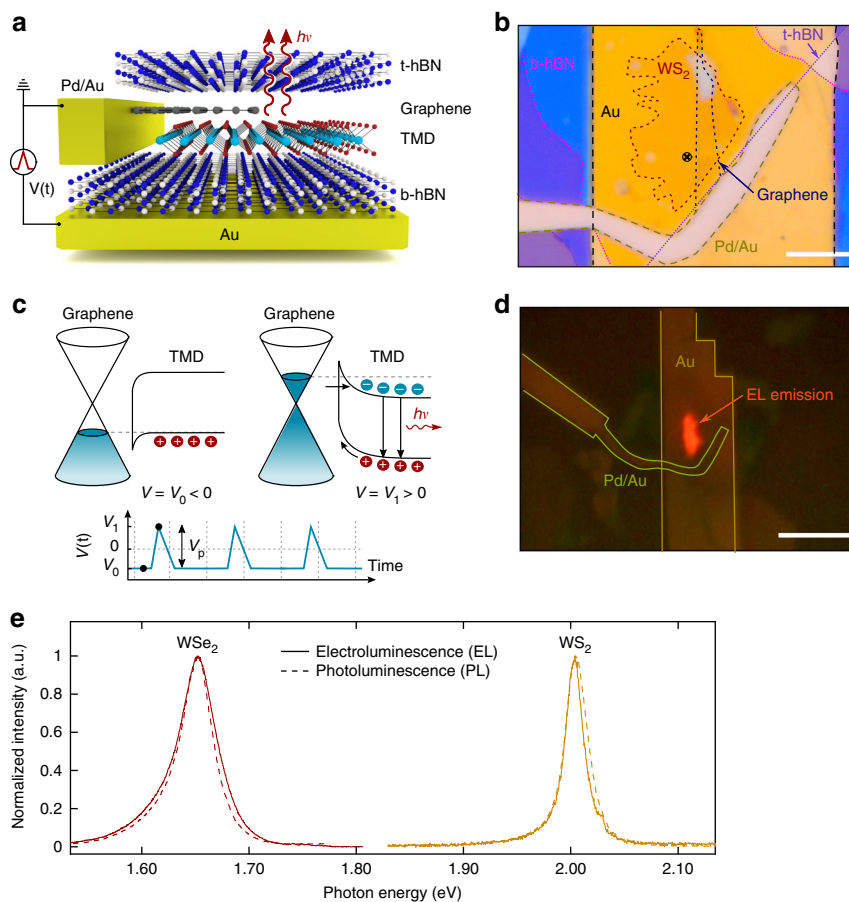 a
hν
t-hBN
Pd/Au
Graphene
TMD
V(t)
b-hBN
Au
b
t-hBN
b-hBN
WS2
Au
Graphene
Pd/Au
c
Graphene
TMD
Graphene
TMD
hν
V = V0 < 0
V = V1 > 0
V(t)
V1
0
V0
Vp
Time
d
Au
EL emission
Pd/Au
e
WSe2
WS2
Electroluminescence (EL)
Photoluminescence (PL)
Normalized intensity (a.u.)
1
0.8
0.6
0.4
0.2
0
1.60
1.70
1.80
1.90
2.00
2.10
Photon energy (eV)